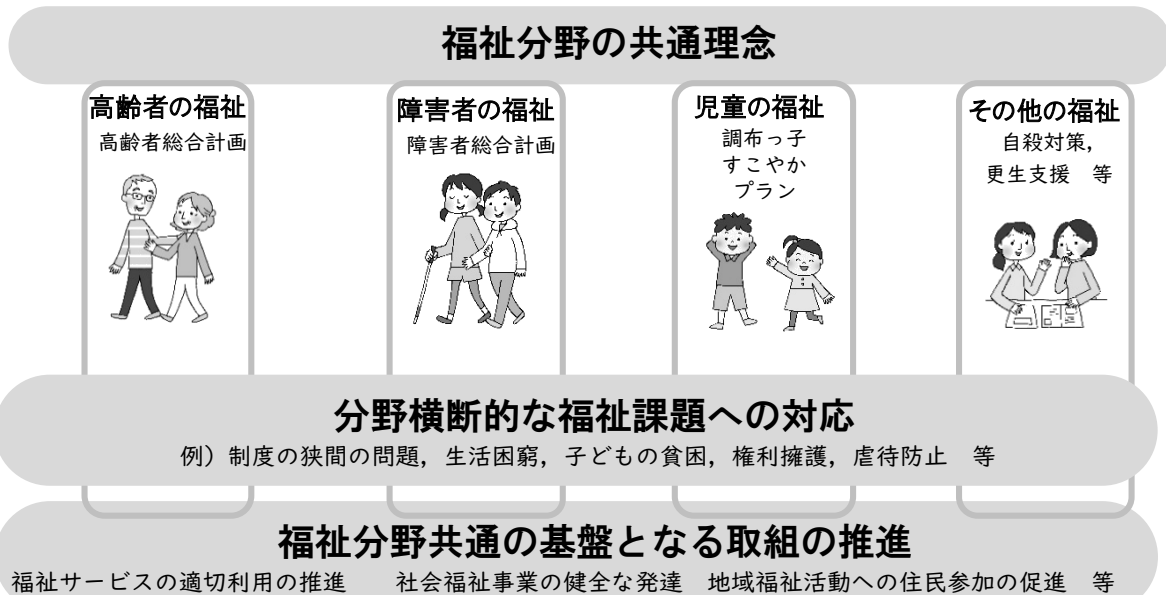 福祉分野の共通理念
高齢者の福祉
高齢者総合計画
障害者の福祉
障害者総合計画
児童の福祉
調布っ子
すこやか
プラン
その他の福祉
自殺対策，
更生支援　等
分野横断的な福祉課題への対応
例）制度の狭間の問題，生活困窮，子どもの貧困，権利擁護，虐待防止　等
福祉分野共通の基盤となる取組の推進
福祉サービスの適切利用の推進　　社会福祉事業の健全な発達　地域福祉活動への住民参加の促進　等